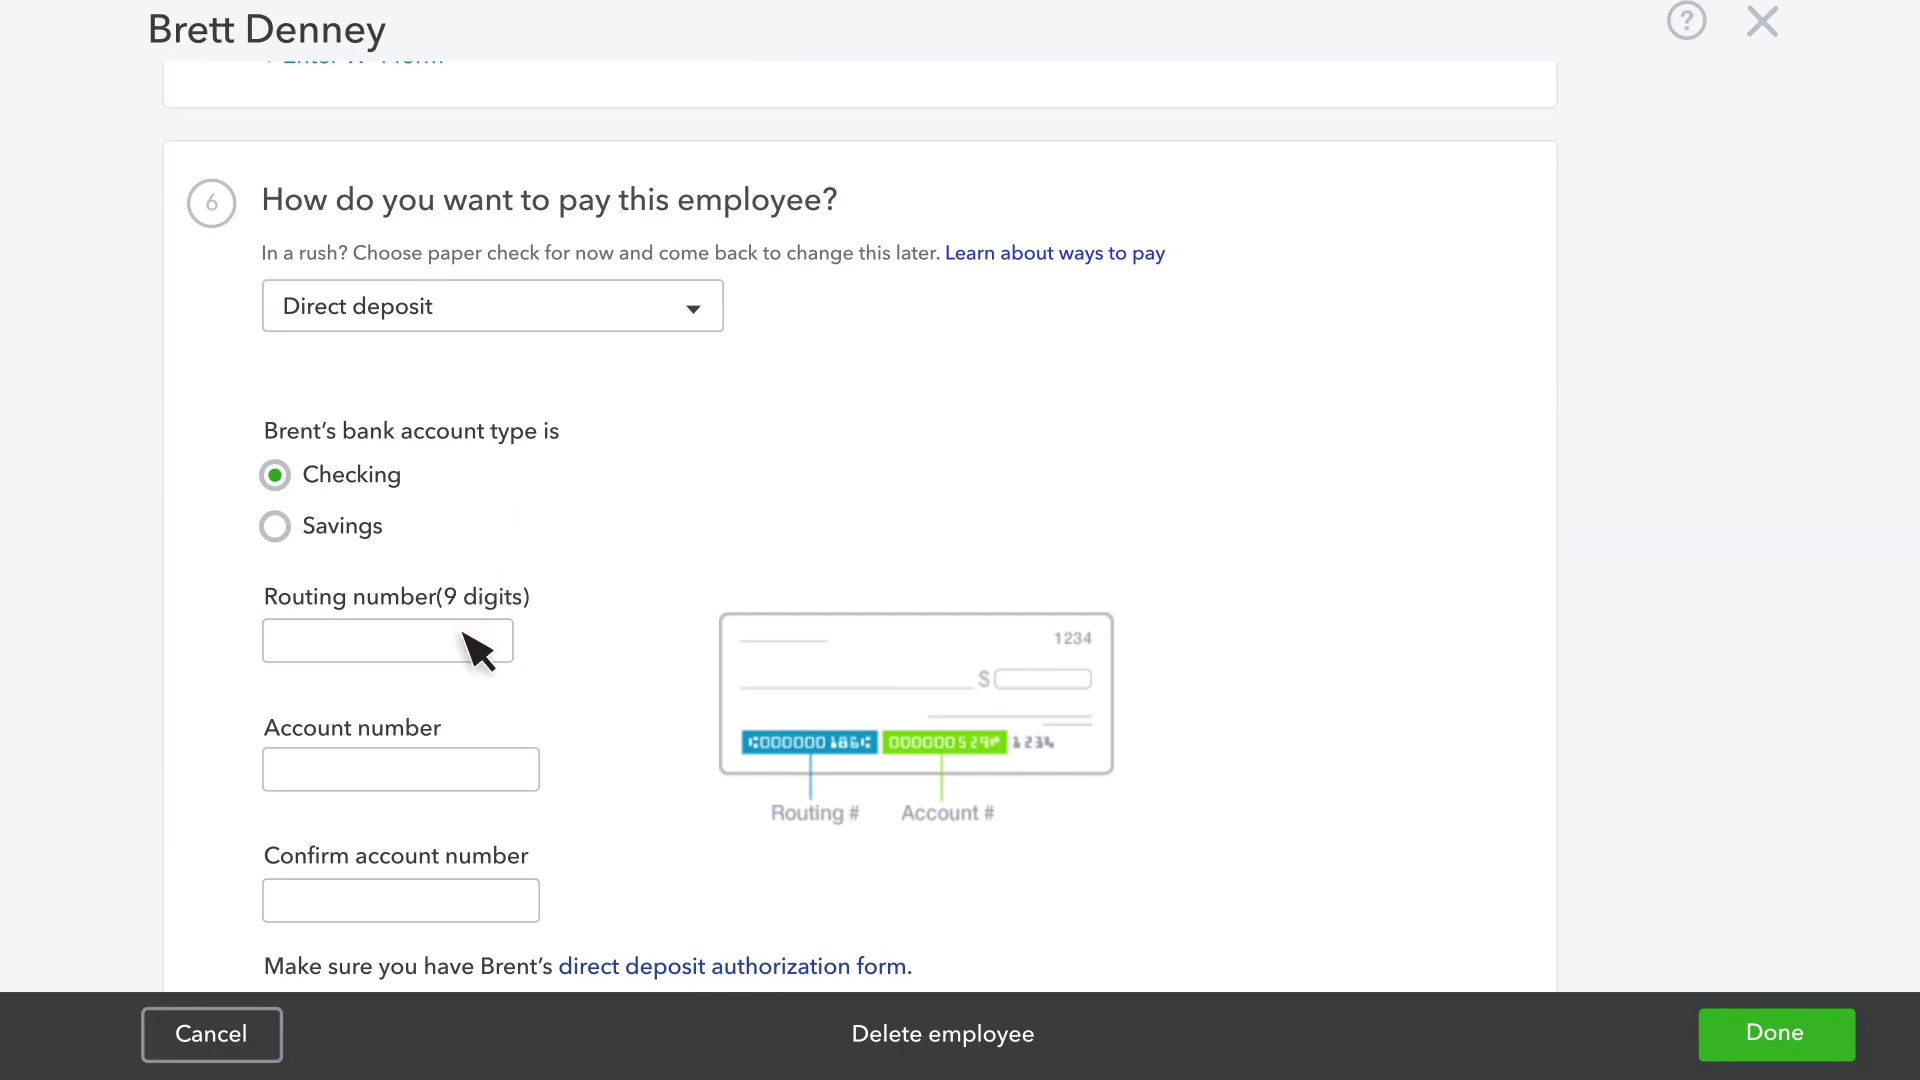 Brett Denney
?
6
How do you want to pay this employee?
In a rush? Choose paper check for now and come back to change this later. Learn about ways to pay
Direct deposit
Brent's bank account type is
Checking
Savings
Routing number(9 digits)
1234
$
Account number
1234
Routing # Account #
Confirm account number
Make sure you have Brent's direct deposit authorization form.
Cancel
Delete employee
Done